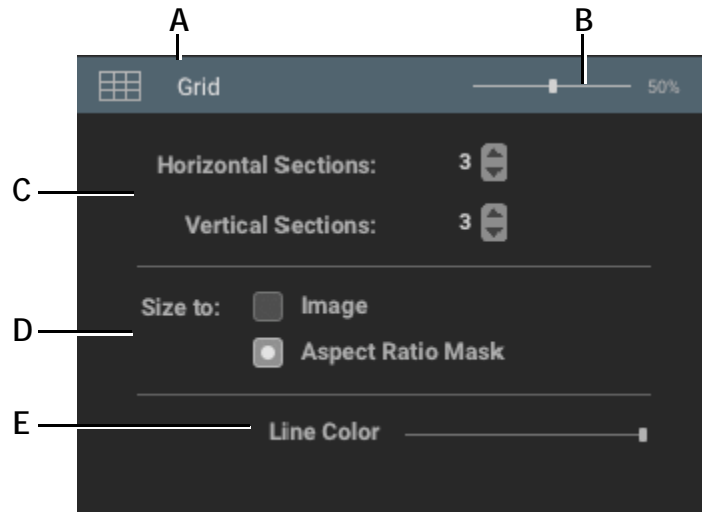 A B
Grid 50%
C
Horizontal Sections: 3
Vertical Sections: 3
D
Size to: Image
Aspect Ratio Mask
E
Line Color